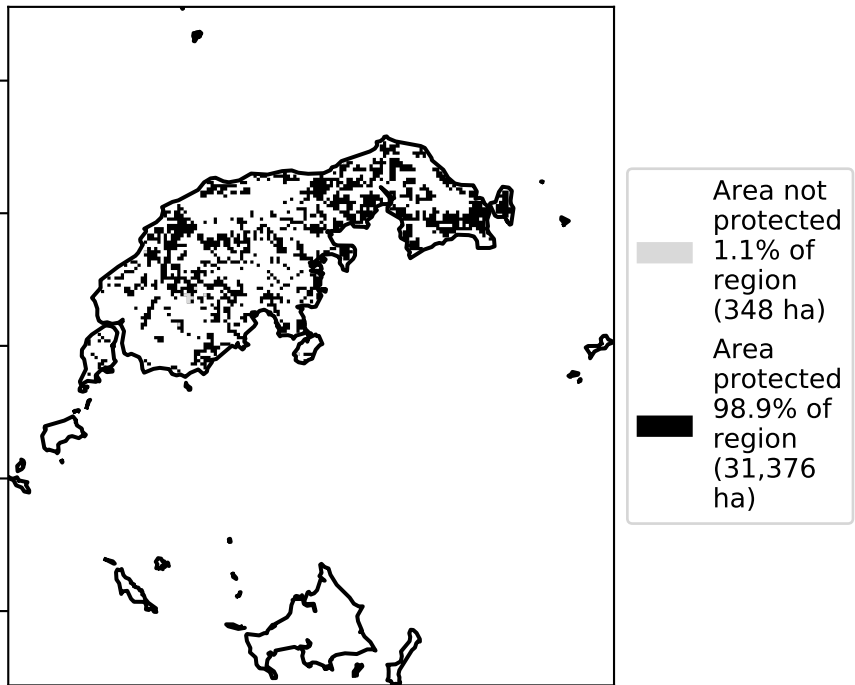 Area not
protected
1.1% of
region
(348 ha)
Area
protected
98.9% of
region
(31,376
ha)